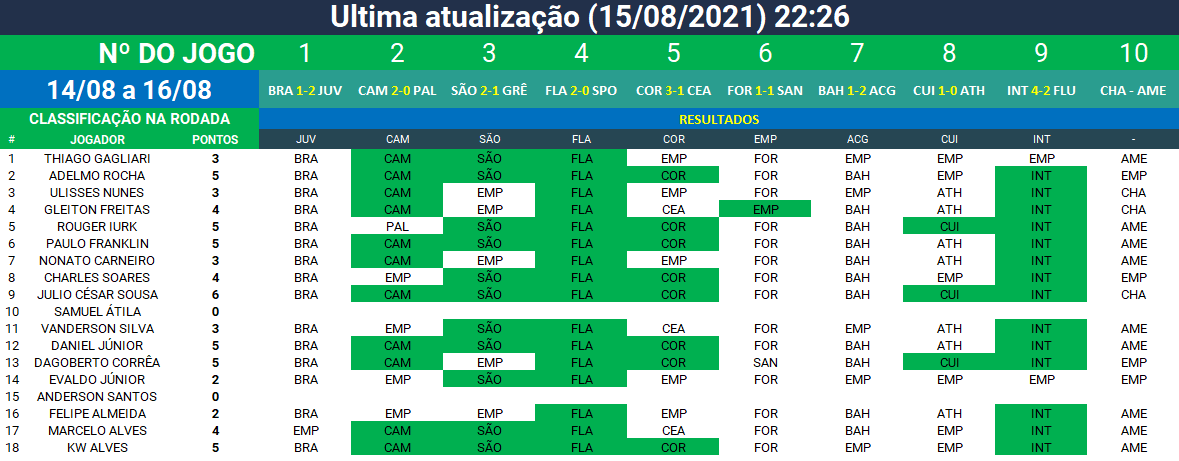 Ultima atualização (15/08/2021) 22:26
Nº DO JOGO 1 2 3 4 5 6 7 8 9 10
14/08 a 16/08 BRA 1-2 JUV CAM 2-0 PAL SÃO 2-1 GRÊ FLA 2-0 SPO COR 3-1 CEA FOR 1-1 SAN BAH 1-2 ACG CUI 1-0 ATH INT 4-2 FLU CHA - AME
CLASSIFICAÇÃO NA RODADA RESULTADOS
# JOGADOR PONTOS JUV CAM SÃO FLA COR EMP ACG CUI INT -
1 THIAGO GAGLIARI 3 BRA CAM SÃO FLA EMP FOR EMP EMP EMP AME
2 ADELMO ROCHA 5 BRA CAM SÃO FLA COR FOR BAH EMP INT EMP
3 ULISSES NUNES 3 BRA CAM EMP FLA EMP FOR EMP ATH INT CHA
4 GLEITON FREITAS 4 BRA CAM EMP FLA CEA EMP BAH ATH INT CHA
5 ROUGER IURK 5 BRA PAL SÃO FLA COR FOR BAH CUI INT AME
6 PAULO FRANKLIN 5 BRA CAM SÃO FLA COR FOR BAH ATH INT AME
7 NONATO CARNEIRO 3 BRA CAM EMP FLA EMP FOR BAH ATH INT AME
8 CHARLES SOARES 4 BRA EMP SÃO FLA COR FOR BAH EMP INT EMP
9 JULIO CÉSAR SOUSA 6 BRA CAM SÃO FLA COR FOR BAH CUI INT CHA
10 SAMUEL ÁTILA 0
11 VANDERSON SILVA 3 BRA EMP SÃO FLA CEA FOR EMP ATH INT AME
12 DANIEL JÚNIOR 5 BRA CAM SÃO FLA COR FOR BAH ATH INT AME
13 DAGOBERTO CORRÊA 5 BRA CAM EMP FLA COR SAN BAH CUI INT EMP
14 EVALDO JÚNIOR 2 BRA EMP SÃO FLA EMP FOR EMP EMP EMP EMP
15 ANDERSON SANTOS 0
16 FELIPE ALMEIDA 2 BRA EMP EMP FLA EMP FOR BAH ATH INT AME
17 MARCELO ALVES 4 EMP CAM SÃO FLA CEA FOR BAH EMP INT AME
18 KW ALVES 5 BRA CAM SÃO FLA COR FOR EMP EMP INT AME